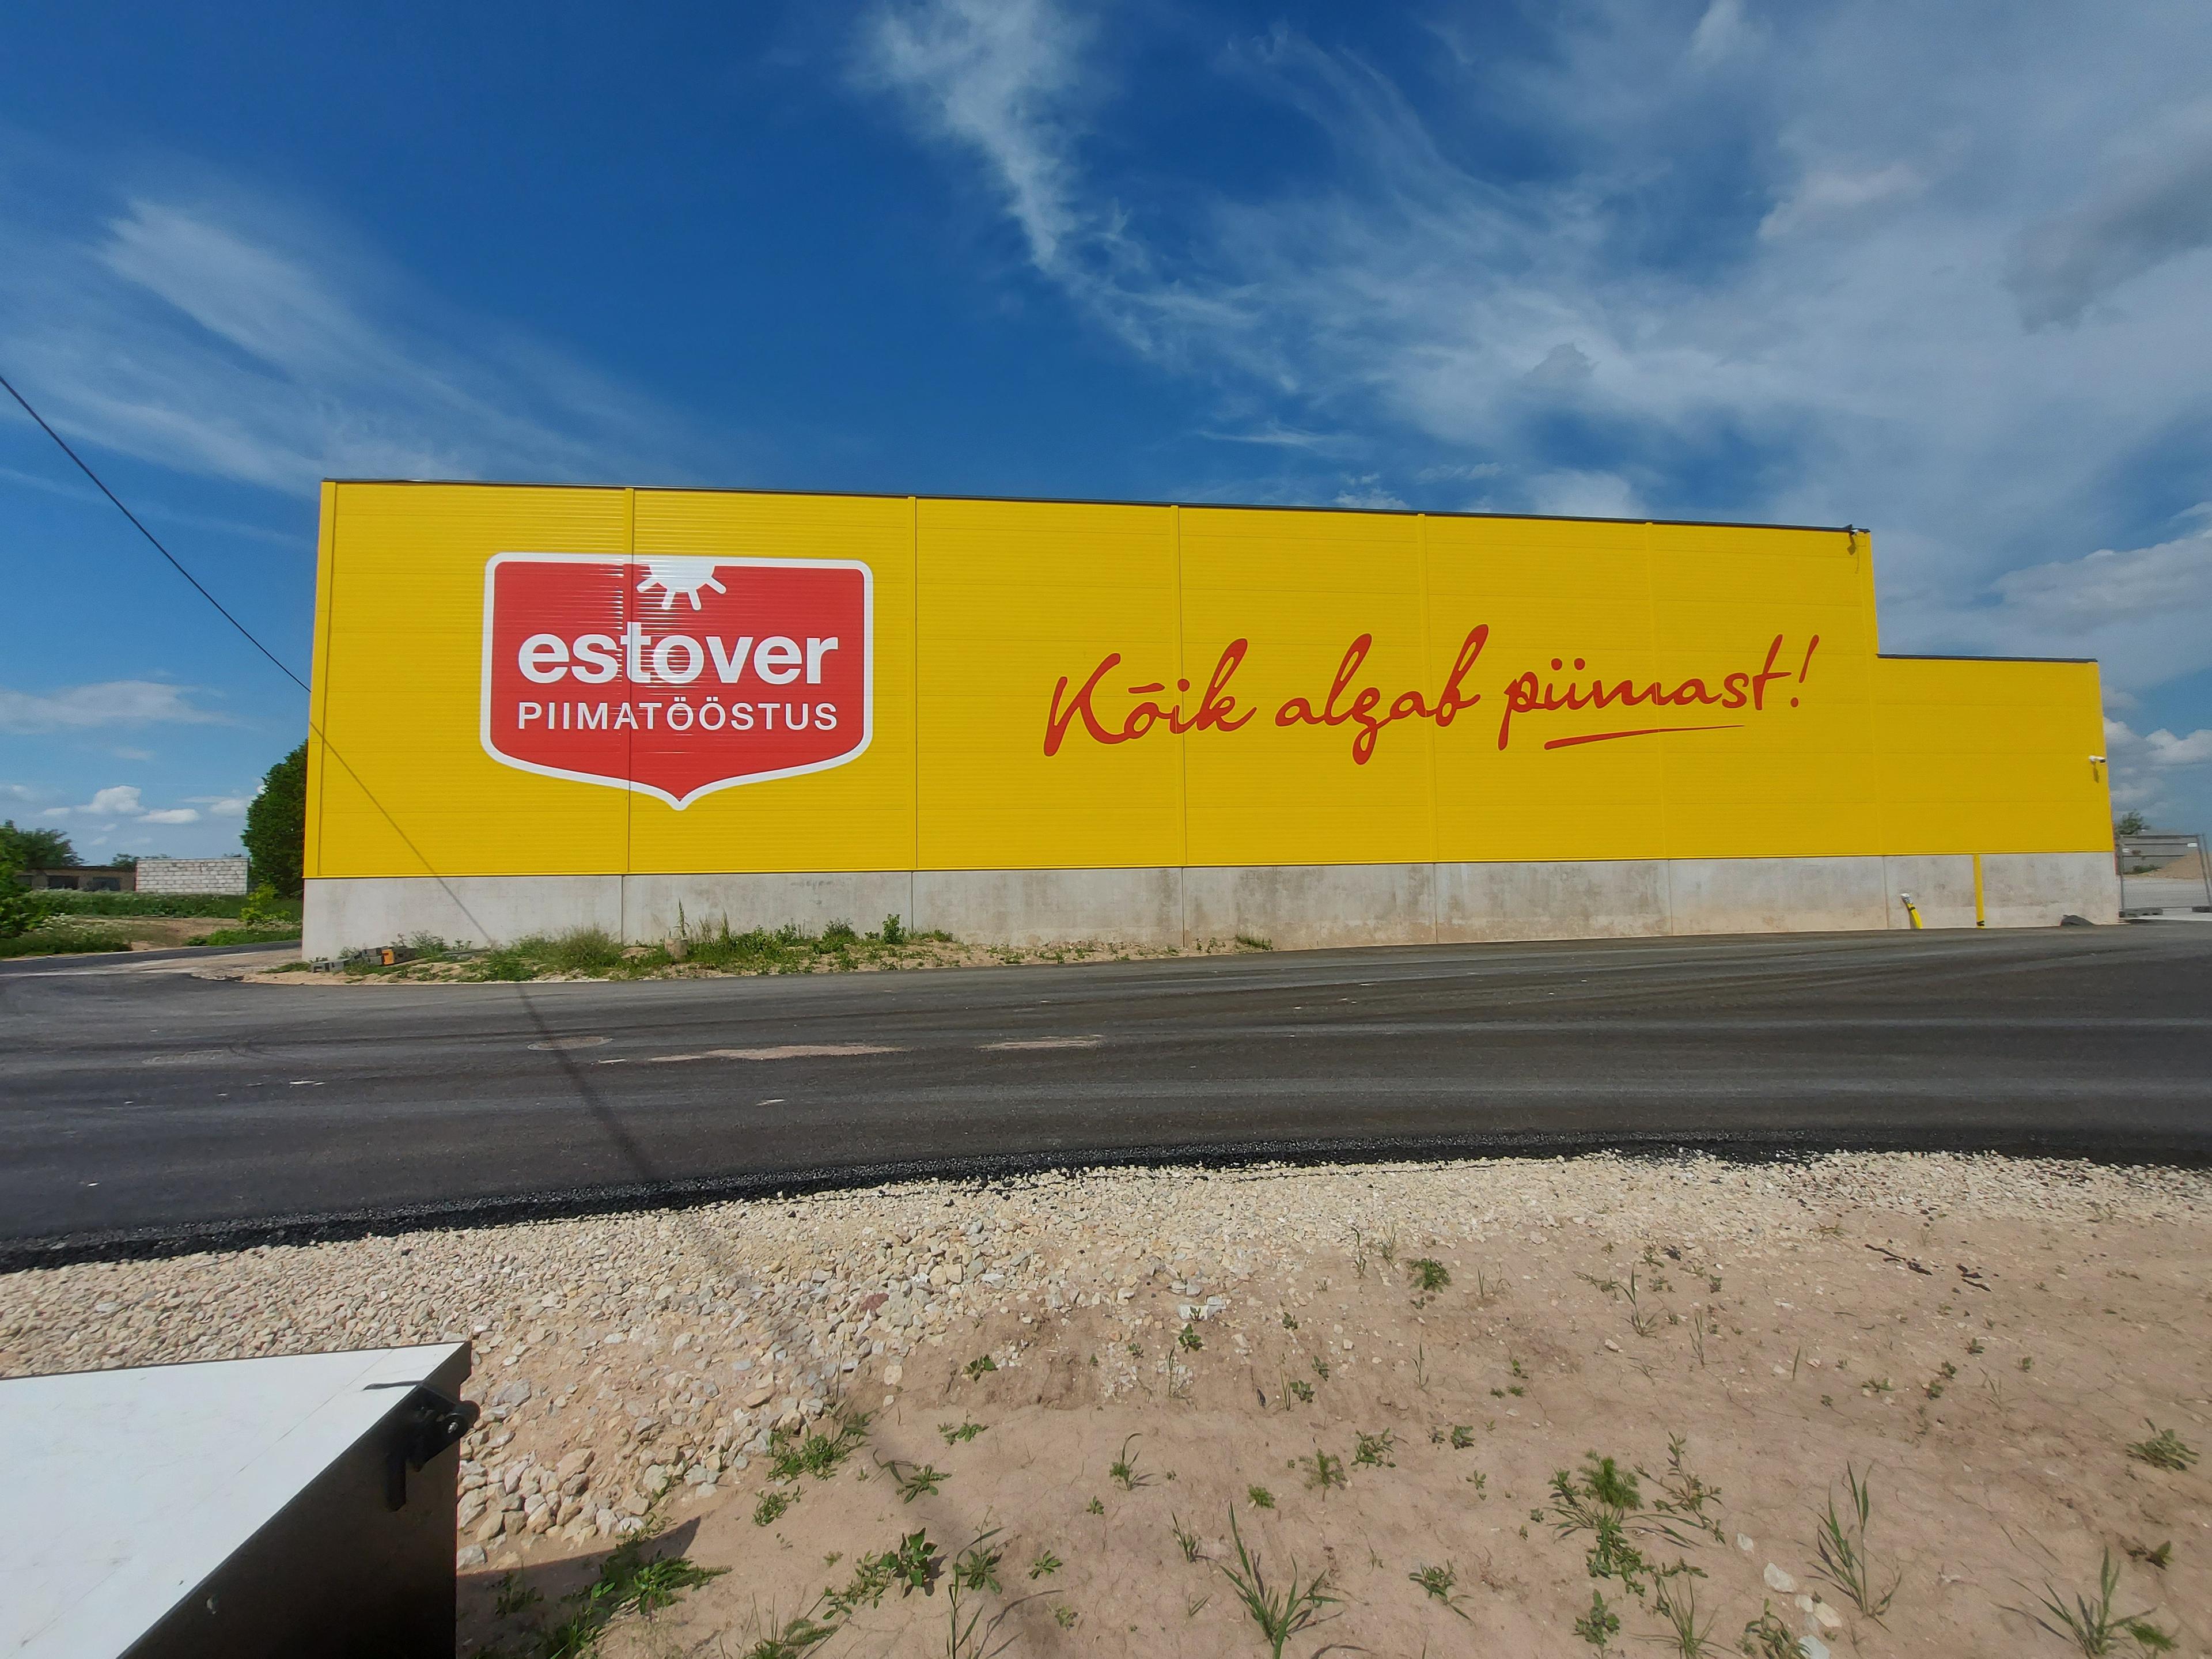 estover
PIIMATÖÖSTUS
Kõik algab piimast!